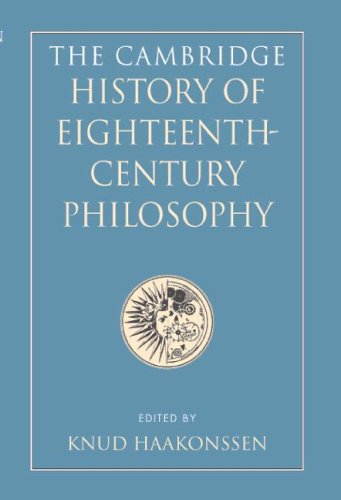 THE CAMBRIDGE
HISTORY OF
EIGHTEENTH-
CENTURY
PHILOSOPHY
EDITED BY
KNUD HAAKONSSEN